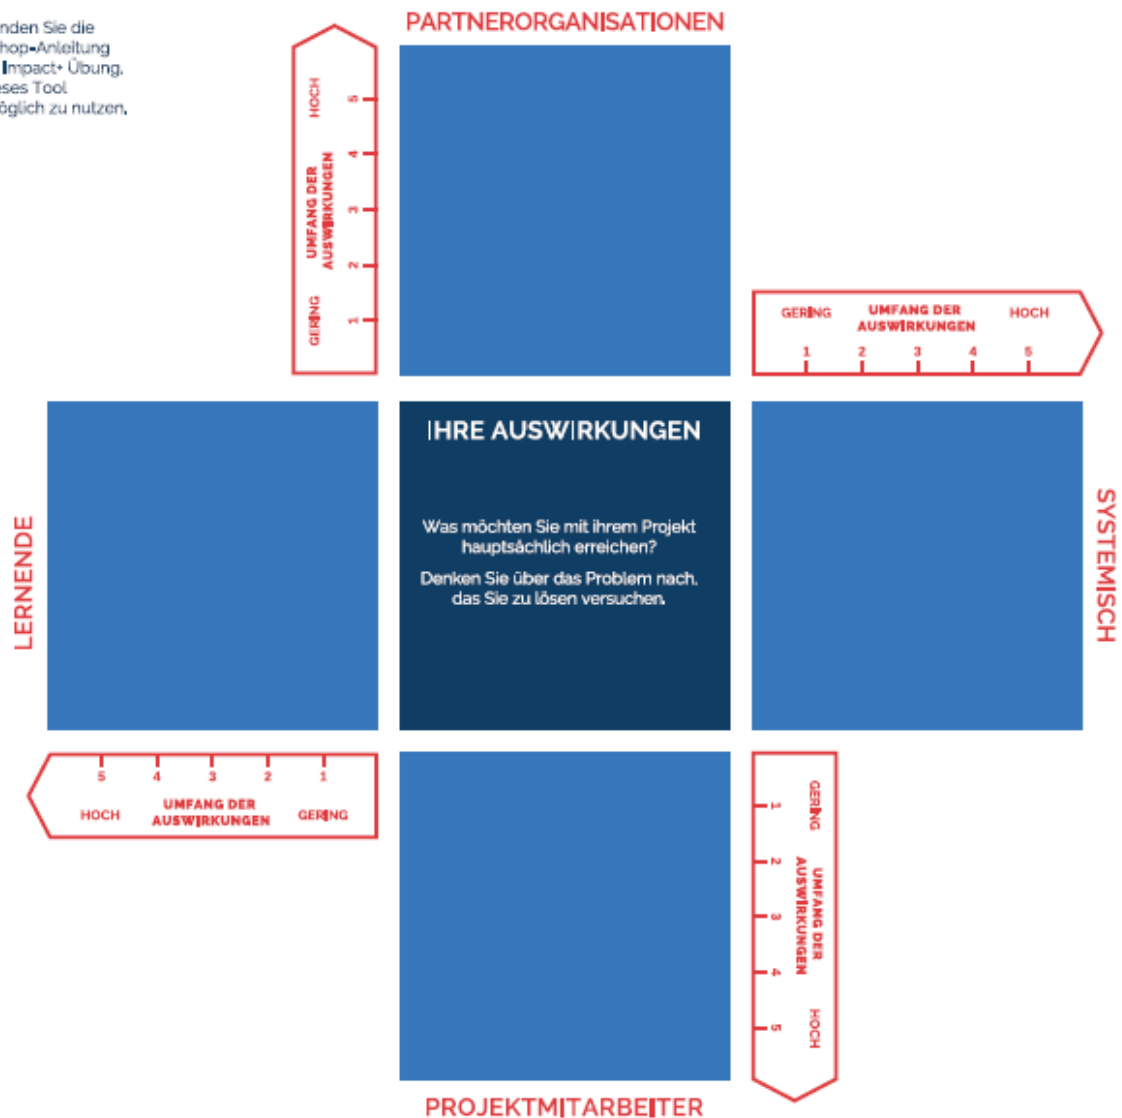 nden Sie die
hop-Anleitung
Impact+ Übung,
eses Tool
öglich zu nutzen.
PARTNERORGANISATIONEN
HOCH
UMFANG DER
AUSWIRKUNGEN
GERING
5
4
3
2
1
GERING UMFANG DER AUSWIRKUNGEN HOCH
1 2 3 4 5
LERNENDE
IHRE AUSWIRKUNGEN
Was möchten Sie mit ihrem Projekt
hauptsächlich erreichen?
Denken Sie über das Problem nach,
das Sie zu lösen versuchen.
SYSTEMISCH
5 4 3 2 1
HOCH UMFANG DER AUSWIRKUNGEN GERING
GERING
UMFANG DER
AUSWIRKUNGEN
HOCH
1
2
3
4
5
PROJEKTMITARBEITER